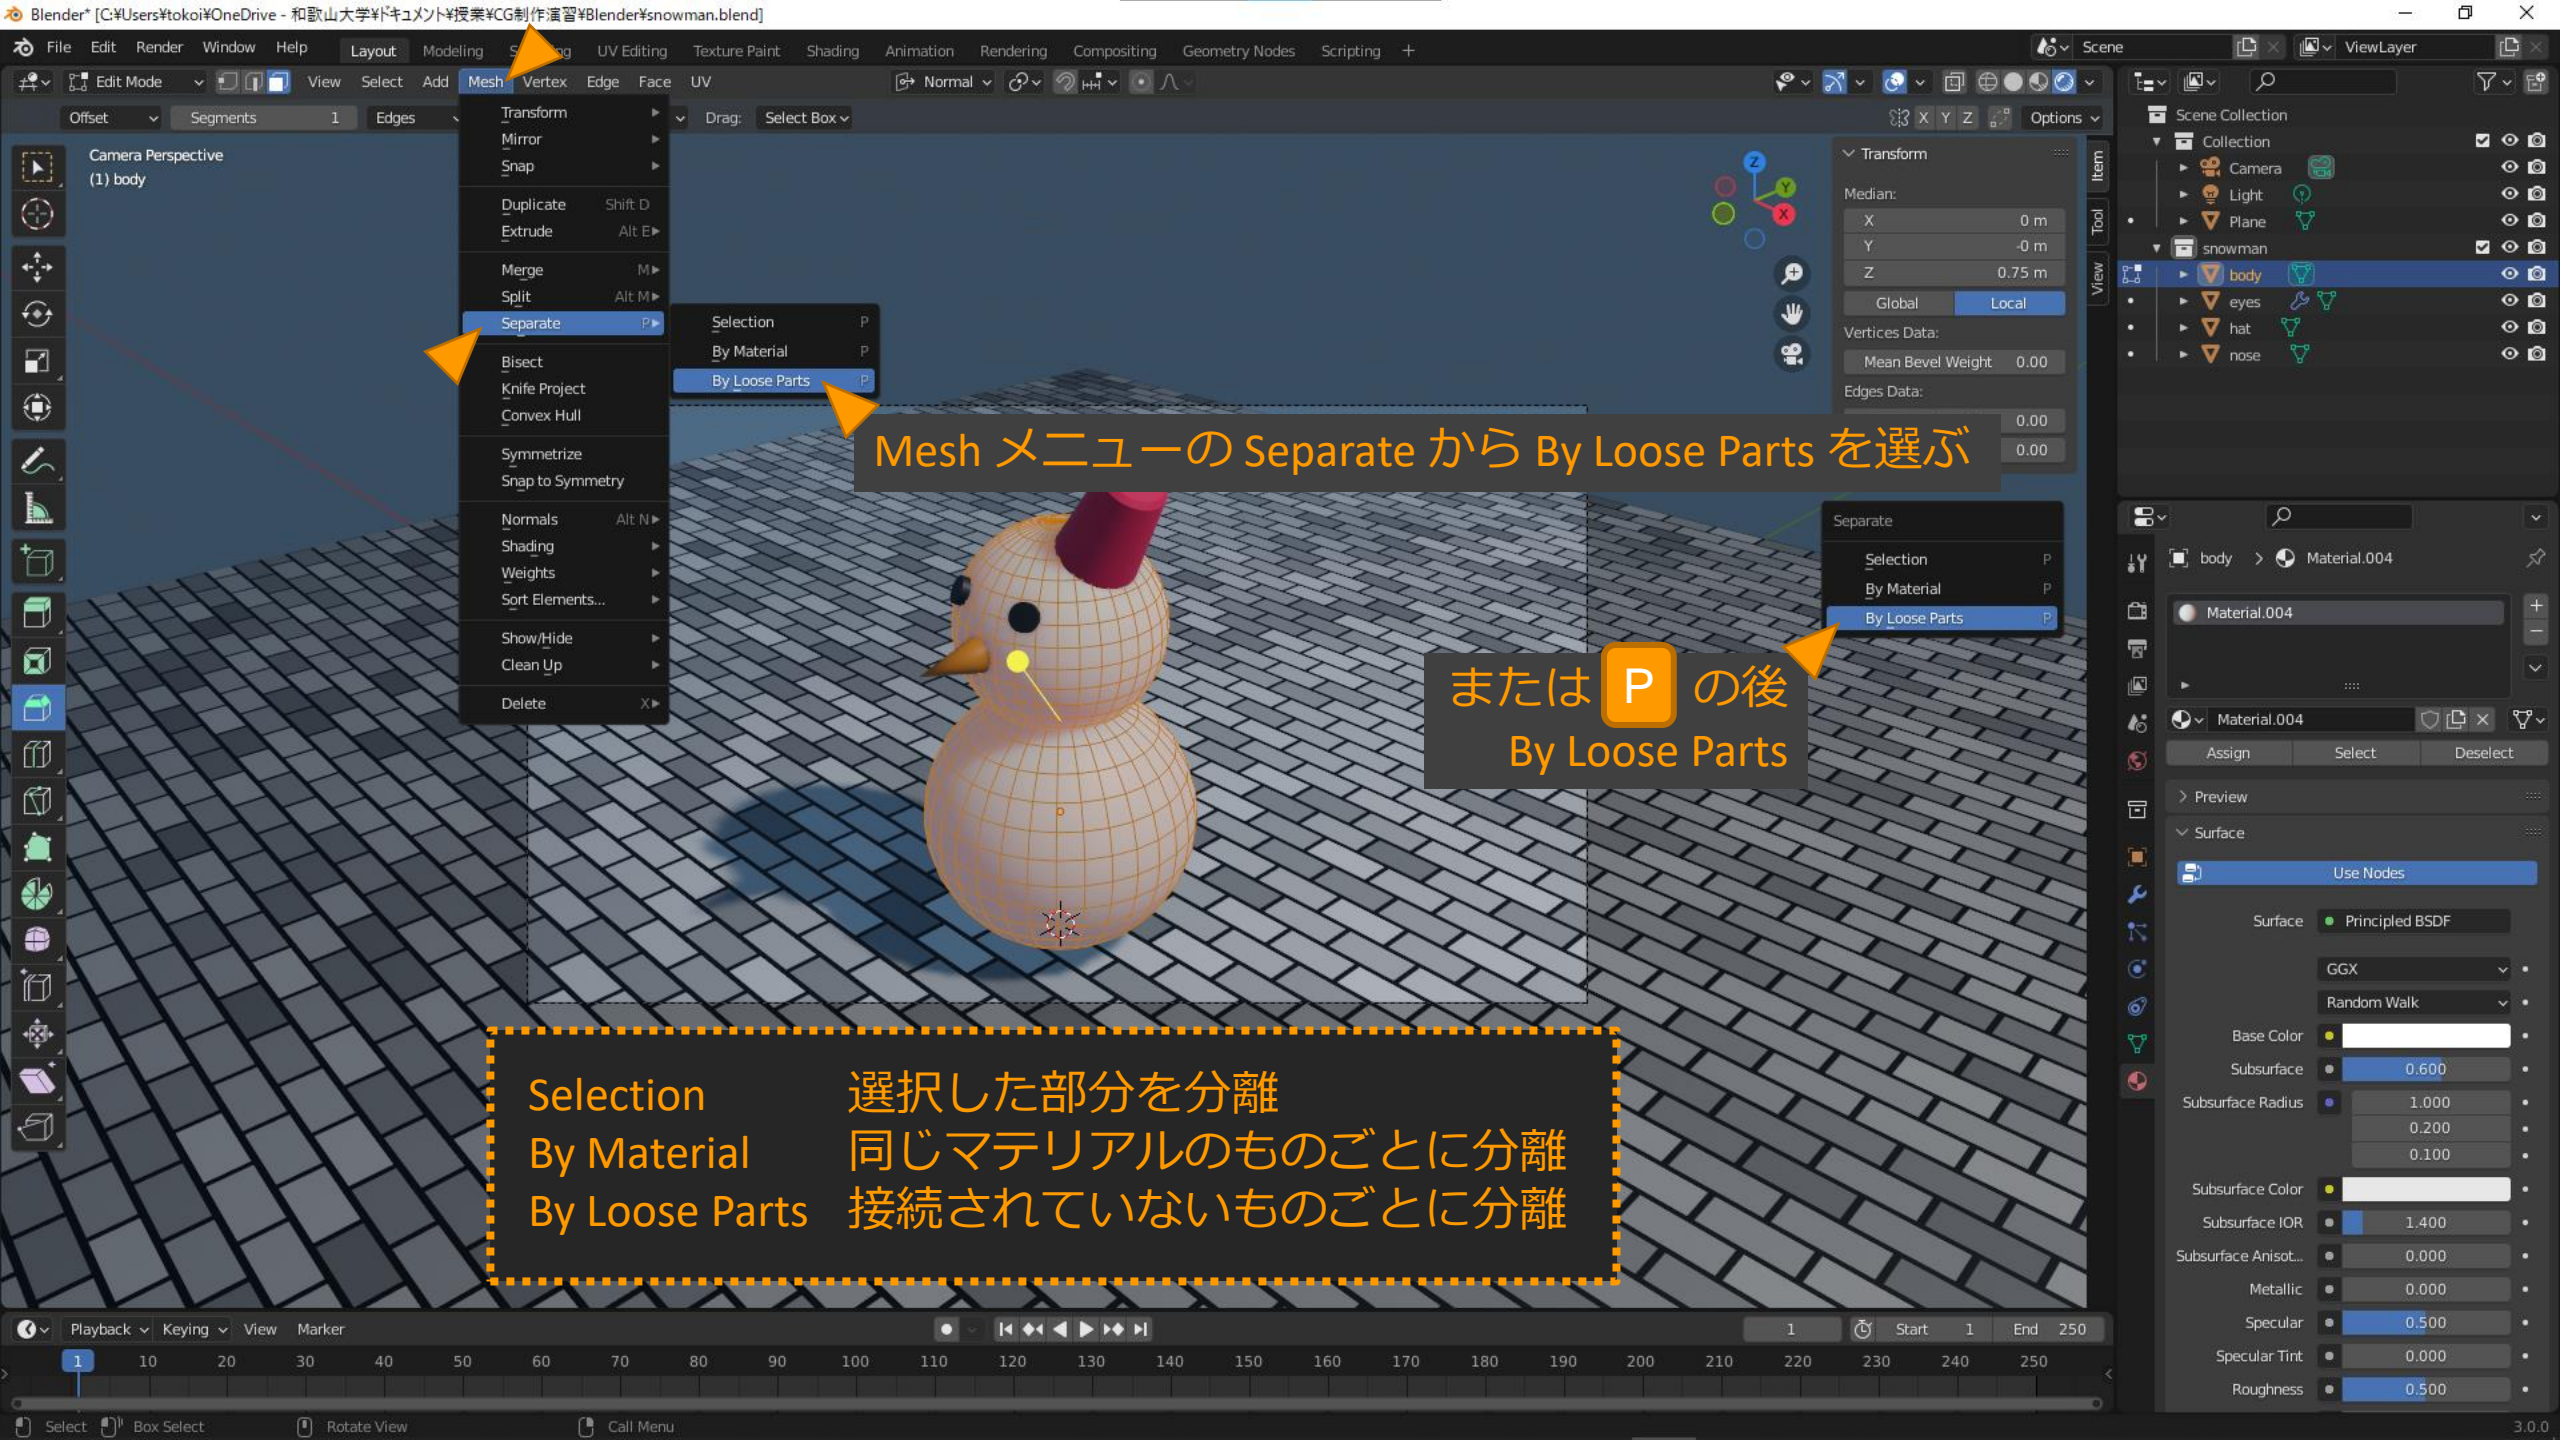 Blender* [C:¥Users¥tokoi¥OneDrive - 和歌山大学¥ドキュメント¥授業¥CG制作演習¥Blender¥snowman.blend]
File Edit Render Window Help Layout Modeling UV Editing Texture Paint Shading Animation Rendering Compositing Geometry Nodes Scripting + Scene ViewLayer
Edit Mode View Select Add Mesh Vertex Edge Face UV Normal
Offset Segments 1 Edges Drag: Select Box X Y Z Options
Camera Perspective
(1) body
Transform
Mirror
Snap
Duplicate Shift D
Extrude Alt E
Merge M
Split Alt M
Separate P
Bisect
Knife Project
Convex Hull
Symmetrize
Snap to Symmetry
Normals Alt N
Shading
Weights
Sort Elements...
Show/Hide
Clean Up
Delete X
Selection P
By Material P
By Loose Parts P
Mesh メニューの Separate から By Loose Parts を選ぶ
Z
Y
X
Transform
Median:
X 0 m
Y -0 m
Z 0.75 m
Global Local
Vertices Data:
Mean Bevel Weight 0.00
Edges Data:
0.00
0.00
Item
Tool
View
Separate
Selection P
By Material P
By Loose Parts P
または P の後
By Loose Parts
Selection 選択した部分を分離
By Material 同じマテリアルのものごとに分離
By Loose Parts 接続されていないものごとに分離
Scene Collection
Collection
Camera
Light
Plane
snowman
body
eyes
hat
nose
body > Material.004
Material.004
Material.004
Assign Select Deselect
Preview
Surface
Use Nodes
Surface Principled BSDF
GGX
Random Walk
Base Color
Subsurface 0.600
Subsurface Radius 1.000
0.200
0.100
Subsurface Color
Subsurface IOR 1.400
Subsurface Anisot... 0.000
Metallic 0.000
Specular 0.500
Specular Tint 0.000
Roughness 0.500
Playback Keying View Marker 1 Start 1 End 250
1 10 20 30 40 50 60 70 80 90 100 110 120 130 140 150 160 170 180 190 200 210 220 230 240 250
Select Box Select Rotate View Call Menu 3.0.0